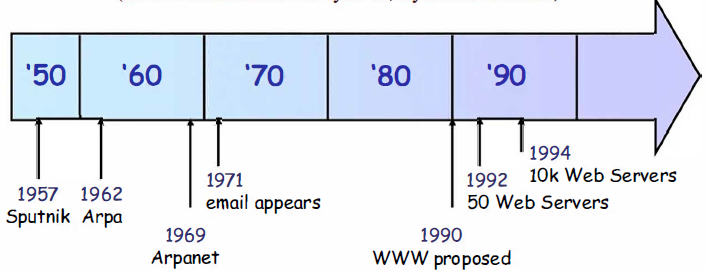 '50 '60 '70 '80 '90
1957
Sputnik
1962
Arpa
1969
Arpanet
1971
email appears
1990
WWW proposed
1992
50 Web Servers
1994
10k Web Servers